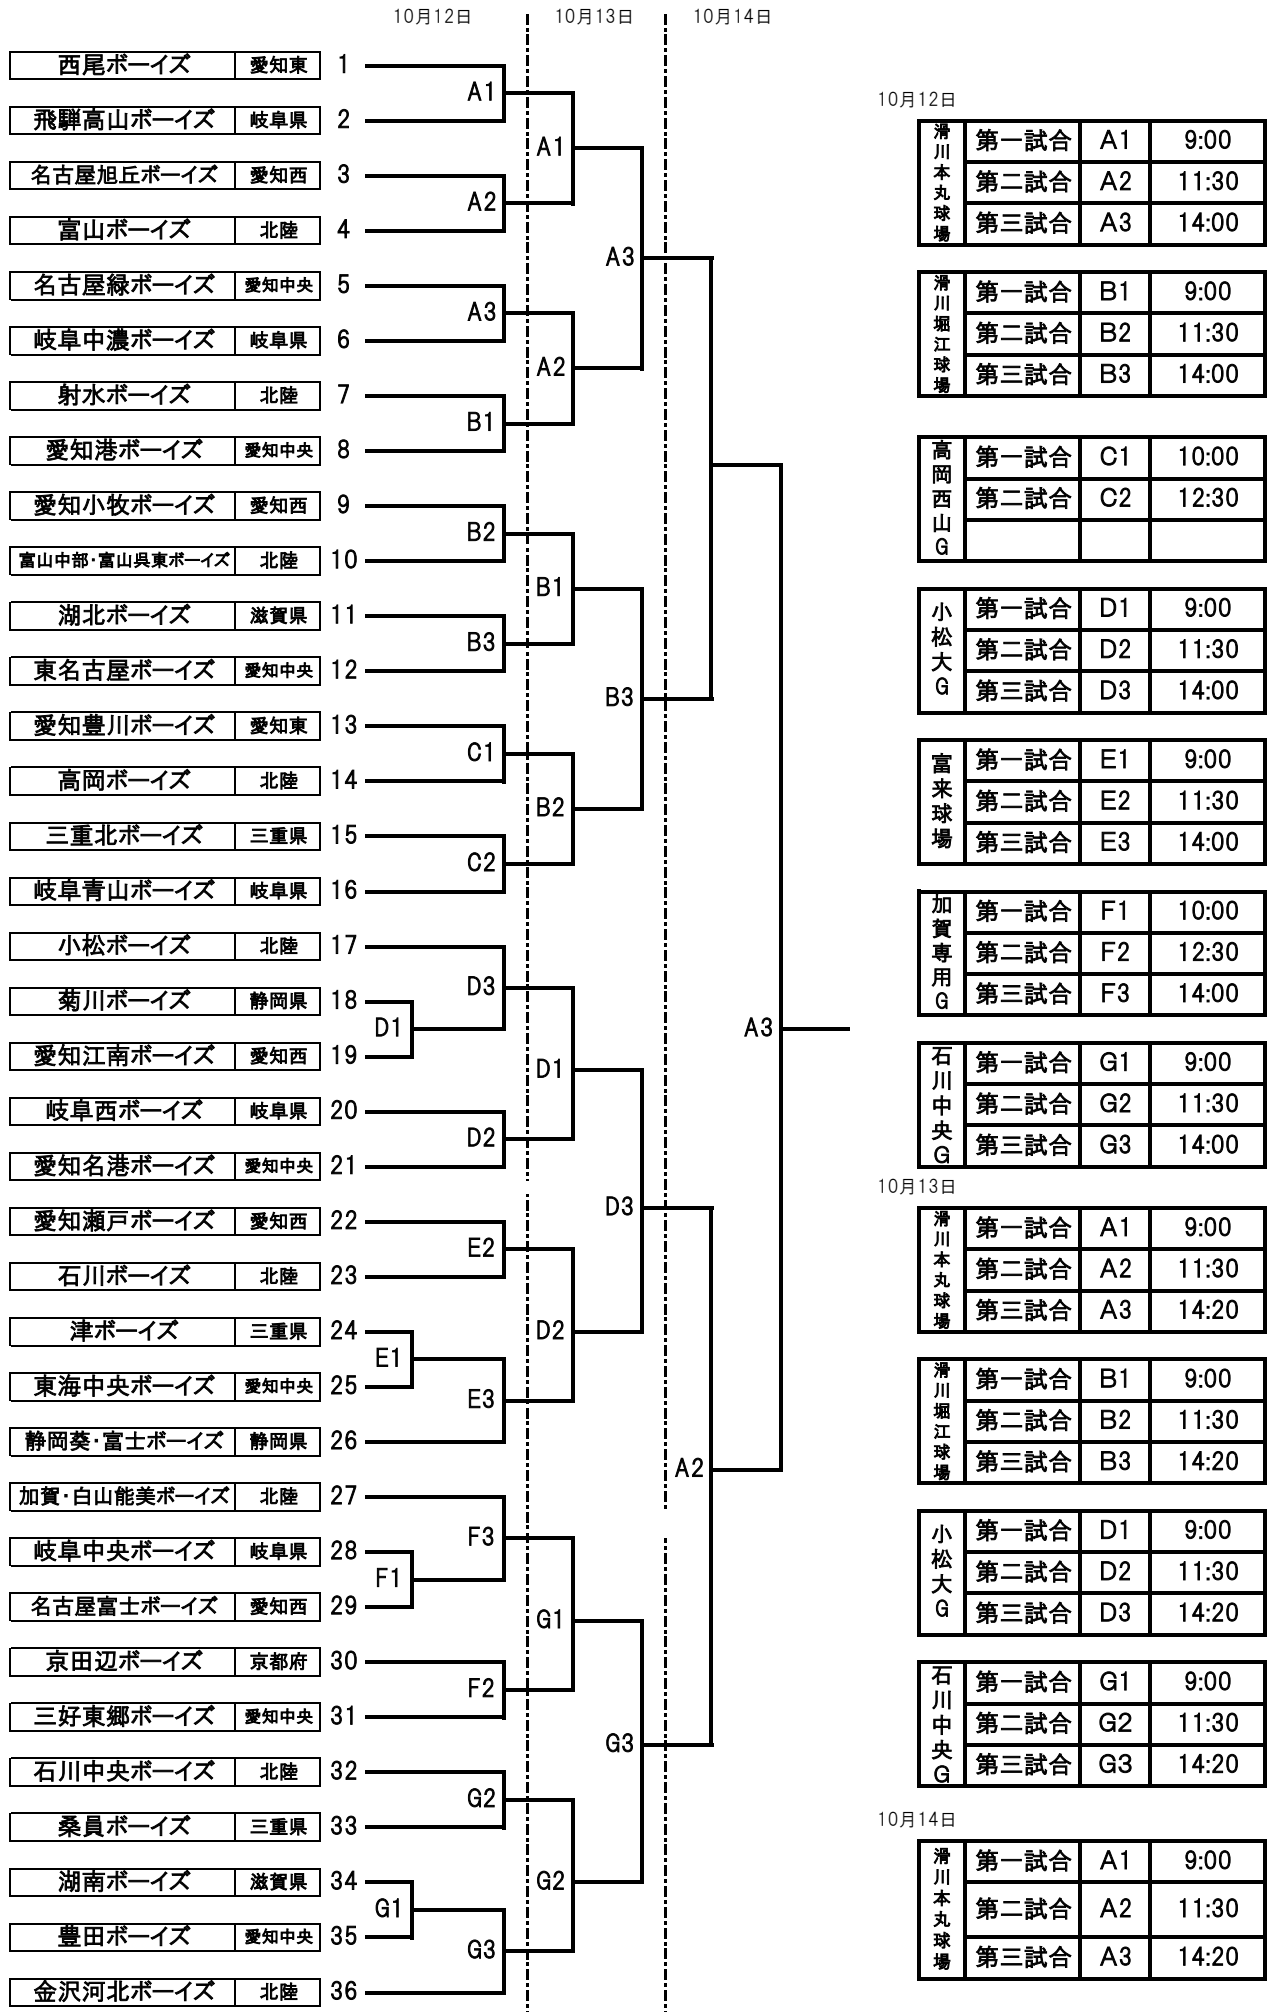 10月12日 10月13日 10月14日
西尾ボーイズ 愛知東 1
飛騨高山ボーイズ 岐阜県 2
名古屋旭丘ボーイズ 愛知西 3
富山ボーイズ 北陸 4
名古屋緑ボーイズ 愛知中央 5
岐阜中濃ボーイズ 岐阜県 6
射水ボーイズ 北陸 7
愛知港ボーイズ 愛知中央 8
愛知小牧ボーイズ 愛知西 9
富山中部・富山呉東ボーイズ 北陸 10
湖北ボーイズ 滋賀県 11
東名古屋ボーイズ 愛知中央 12
愛知豊川ボーイズ 愛知東 13
高岡ボーイズ 北陸 14
三重北ボーイズ 三重県 15
岐阜青山ボーイズ 岐阜県 16
小松ボーイズ 北陸 17
菊川ボーイズ 静岡県 18
愛知江南ボーイズ 愛知西 19
岐阜西ボーイズ 岐阜県 20
愛知名港ボーイズ 愛知中央 21
愛知瀬戸ボーイズ 愛知西 22
石川ボーイズ 北陸 23
津ボーイズ 三重県 24
東海中央ボーイズ 愛知中央 25
静岡葵・富士ボーイズ 静岡県 26
加賀・白山能美ボーイズ 北陸 27
岐阜中央ボーイズ 岐阜県 28
名古屋富士ボーイズ 愛知西 29
京田辺ボーイズ 京都府 30
三好東郷ボーイズ 愛知中央 31
石川中央ボーイズ 北陸 32
桑員ボーイズ 三重県 33
湖南ボーイズ 滋賀県 34
豊田ボーイズ 愛知中央 35
金沢河北ボーイズ 北陸 36
D1
E1
F1
G1
A1
A2
A3
B1
B2
B3
C1
C2
D3
D2
E2
E3
F3
F2
G2
G3
A1
A2
B1
B2
D1
D2
G1
G2
A3
B3
D3
G3
A2
A3
10月12日
滑川本丸球場
第一試合 A1 9:00
第二試合 A2 11:30
第三試合 A3 14:00
滑川堀江球場
第一試合 B1 9:00
第二試合 B2 11:30
第三試合 B3 14:00
高岡西山G
第一試合 C1 10:00
第二試合 C2 12:30
小松大G
第一試合 D1 9:00
第二試合 D2 11:30
第三試合 D3 14:00
富来球場
第一試合 E1 9:00
第二試合 E2 11:30
第三試合 E3 14:00
加賀専用G
第一試合 F1 10:00
第二試合 F2 12:30
第三試合 F3 14:00
石川中央G
第一試合 G1 9:00
第二試合 G2 11:30
第三試合 G3 14:00
10月13日
滑川本丸球場
第一試合 A1 9:00
第二試合 A2 11:30
第三試合 A3 14:20
滑川堀江球場
第一試合 B1 9:00
第二試合 B2 11:30
第三試合 B3 14:20
小松大G
第一試合 D1 9:00
第二試合 D2 11:30
第三試合 D3 14:20
石川中央G
第一試合 G1 9:00
第二試合 G2 11:30
第三試合 G3 14:20
10月14日
滑川本丸球場
第一試合 A1 9:00
第二試合 A2 11:30
第三試合 A3 14:20